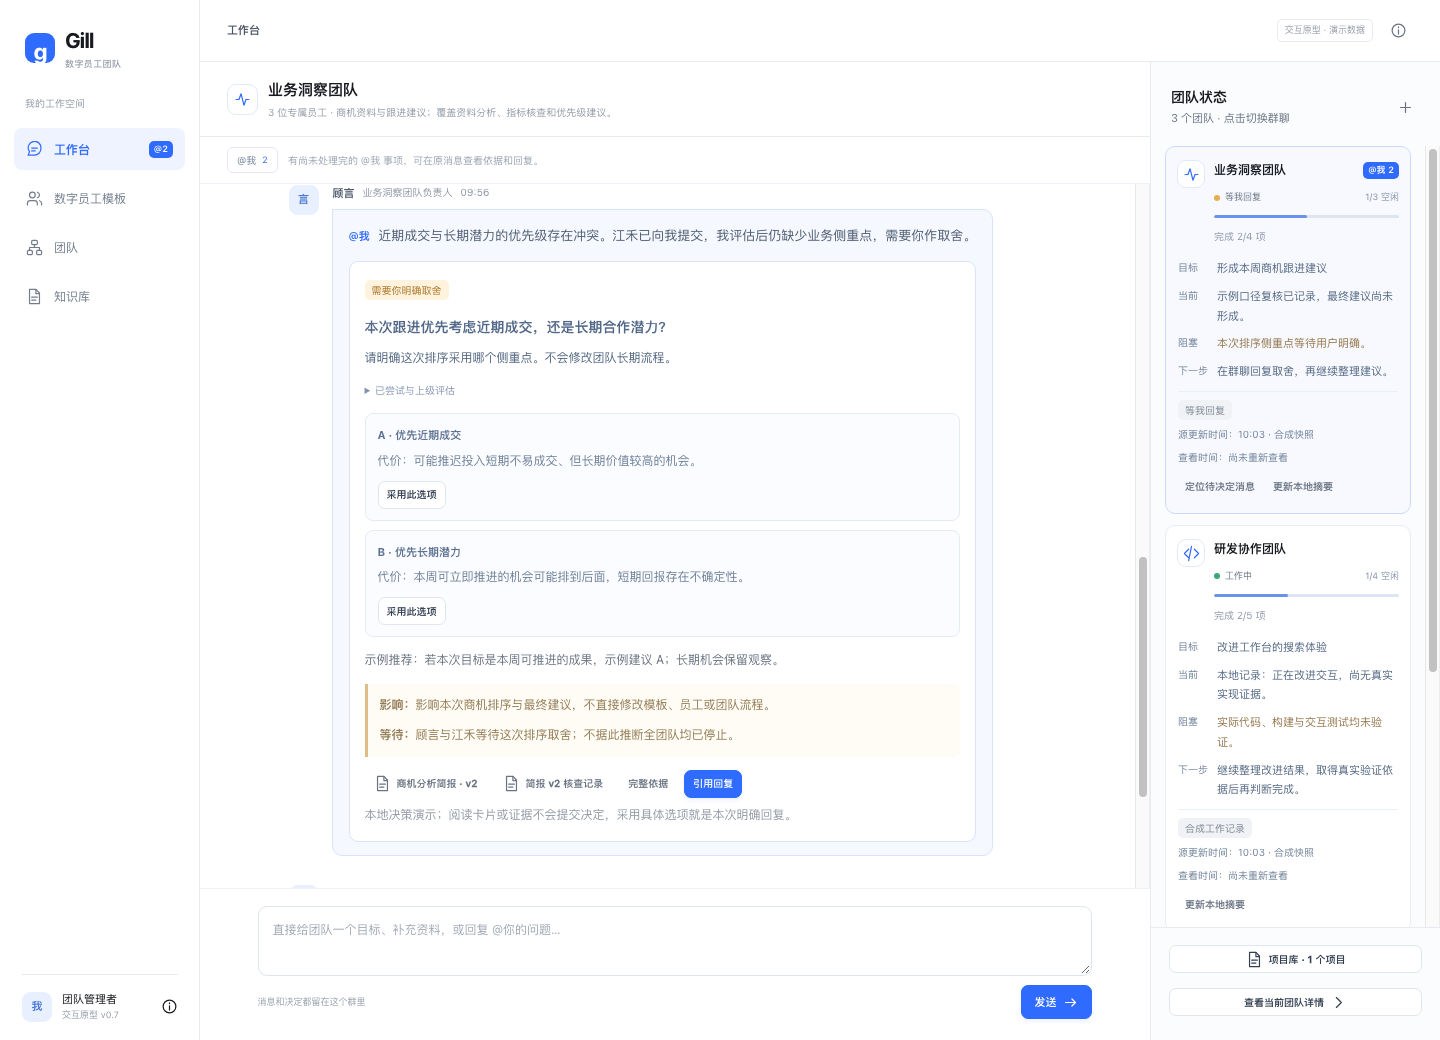 g
Gill
数字员工团队
我的工作空间
工作台
@2
数字员工模板
团队
知识库
我
团队管理者
交互原型 v0.7
工作台
交互原型 · 演示数据
业务洞察团队
3 位专属员工 · 商机资料与跟进建议；覆盖资料分析、指标核查和优先级建议。
@我 2
有尚未处理完的 @我 事项，可在原消息查看依据和回复。
言
顾言 业务洞察团队负责人 09:56
@我 近期成交与长期潜力的优先级存在冲突。江禾已向我提交，我评估后仍缺少业务侧重点，需要你作取舍。
需要你明确取舍
本次跟进优先考虑近期成交，还是长期合作潜力？
请明确这次排序采用哪个侧重点。不会修改团队长期流程。
已尝试与上级评估
A · 优先近期成交
代价：可能推迟投入短期不易成交、但长期价值较高的机会。
采用此选项
B · 优先长期潜力
代价：本周可立即推进的机会可能排到后面，短期回报存在不确定性。
采用此选项
示例推荐：若本次目标是本周可推进的成果，示例建议 A；长期机会保留观察。
影响：影响本次商机排序与最终建议，不直接修改模板、员工或团队流程。
等待：顾言与江禾等待这次排序取舍；不据此推断全团队均已停止。
商机分析简报 · v2
简报 v2 核查记录
完整依据
引用回复
本地决策演示；阅读卡片或证据不会提交决定，采用具体选项就是本次明确回复。
直接给团队一个目标、补充资料，或回复 @你的问题...
消息和决定都留在这个群里
发送
团队状态
3 个团队 · 点击切换群聊
业务洞察团队
@我 2
等我回复
1/3 空闲
完成 2/4 项
目标 形成本周商机跟进建议
当前 示例口径复核已记录，最终建议尚未
形成。
阻塞 本次排序侧重点等待用户明确。
下一步 在群聊回复取舍，再继续整理建议。
等我回复
源更新时间：10:03 · 合成快照
查看时间：尚未重新查看
定位待决定消息 更新本地摘要
研发协作团队
工作中
1/4 空闲
完成 2/5 项
目标 改进工作台的搜索体验
当前 本地记录：正在改进交互，尚无真实
实现证据。
阻塞 实际代码、构建与交互测试均未验
证。
下一步 继续整理改进结果，取得真实验证依
据后再判断完成。
合成工作记录
源更新时间：10:03 · 合成快照
查看时间：尚未重新查看
更新本地摘要
项目库 · 1 个项目
查看当前团队详情